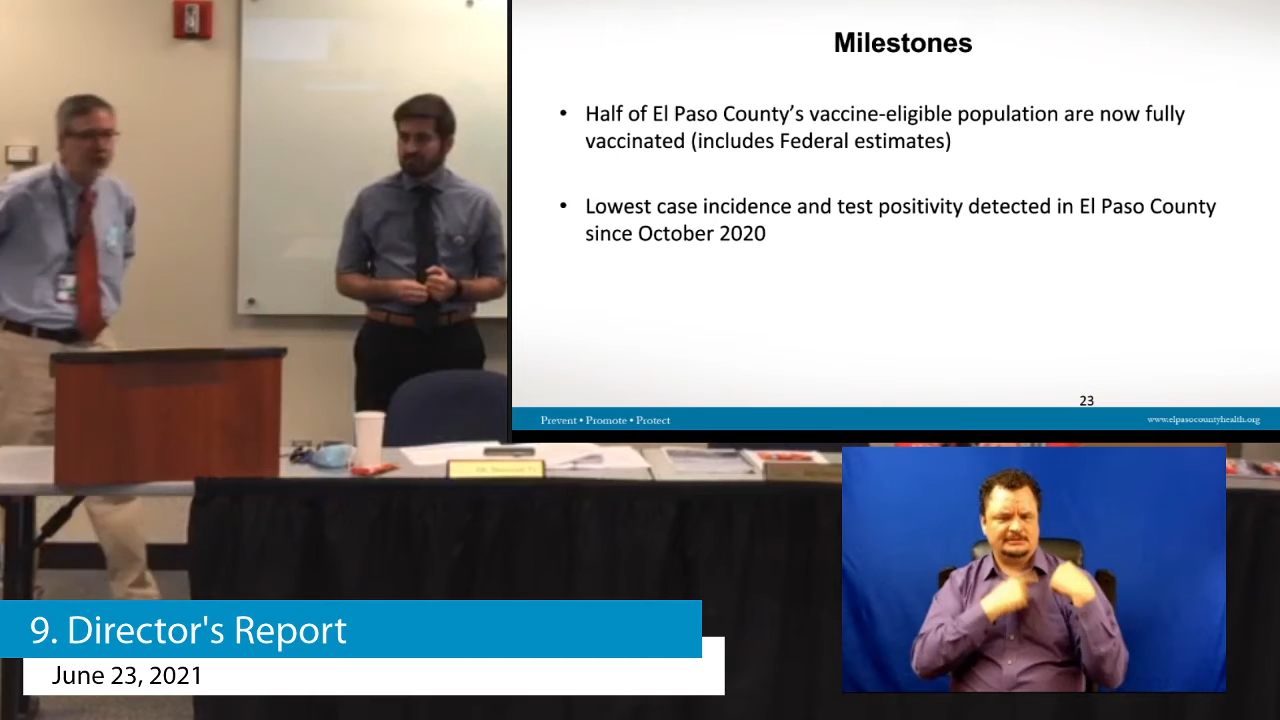 Milestones
• Half of El Paso County’s vaccine-eligible population are now fully
vaccinated (includes Federal estimates)
• Lowest case incidence and test positivity detected in El Paso County
since October 2020
23
Prevent • Promote • Protect
www.elpasocountyhealth.org
9. Director's Report
June 23, 2021